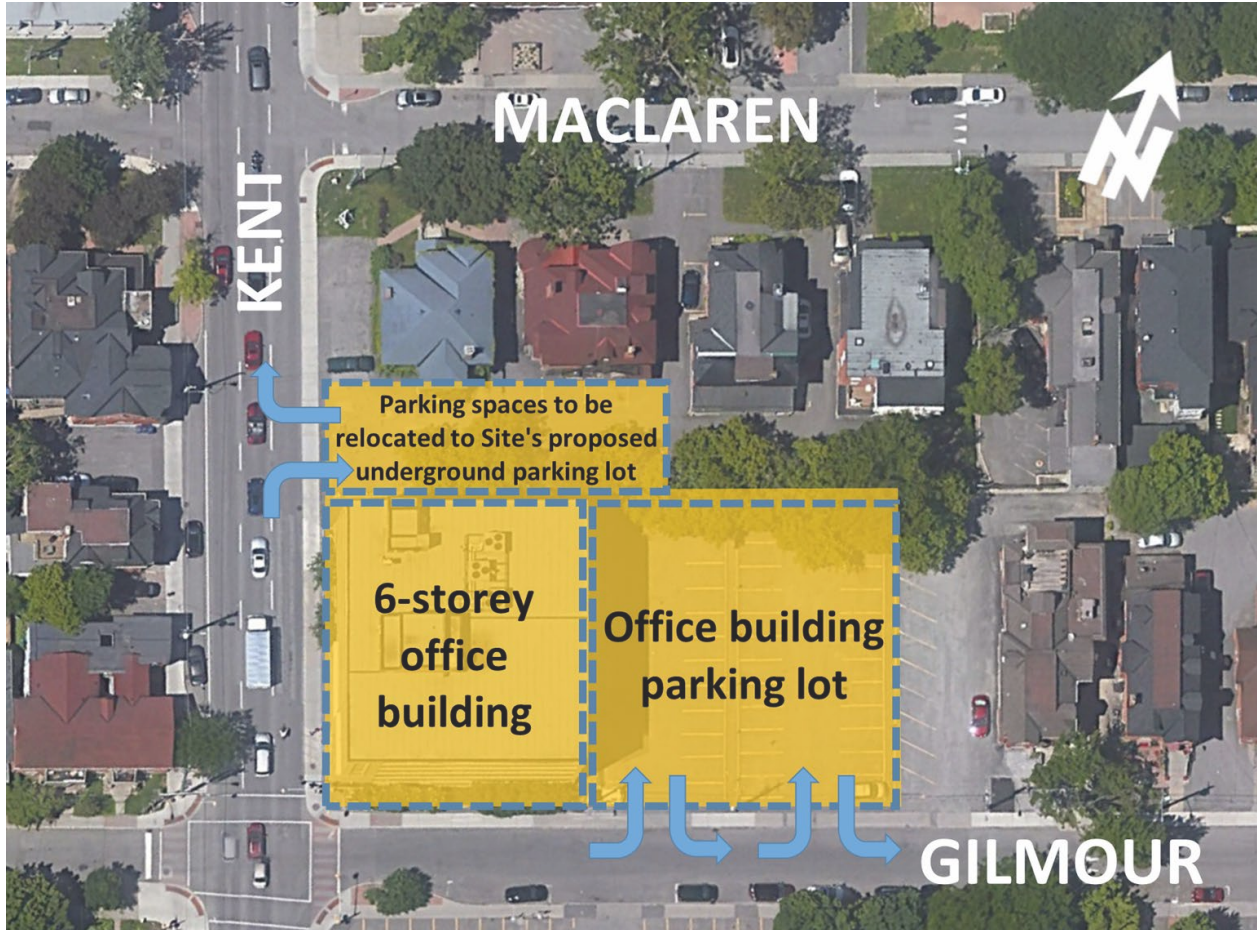 MACLAREN
KENT
N
Parking spaces to be
relocated to Site's proposed
underground parking lot
6-storey
office
building
Office building
parking lot
GILMOUR